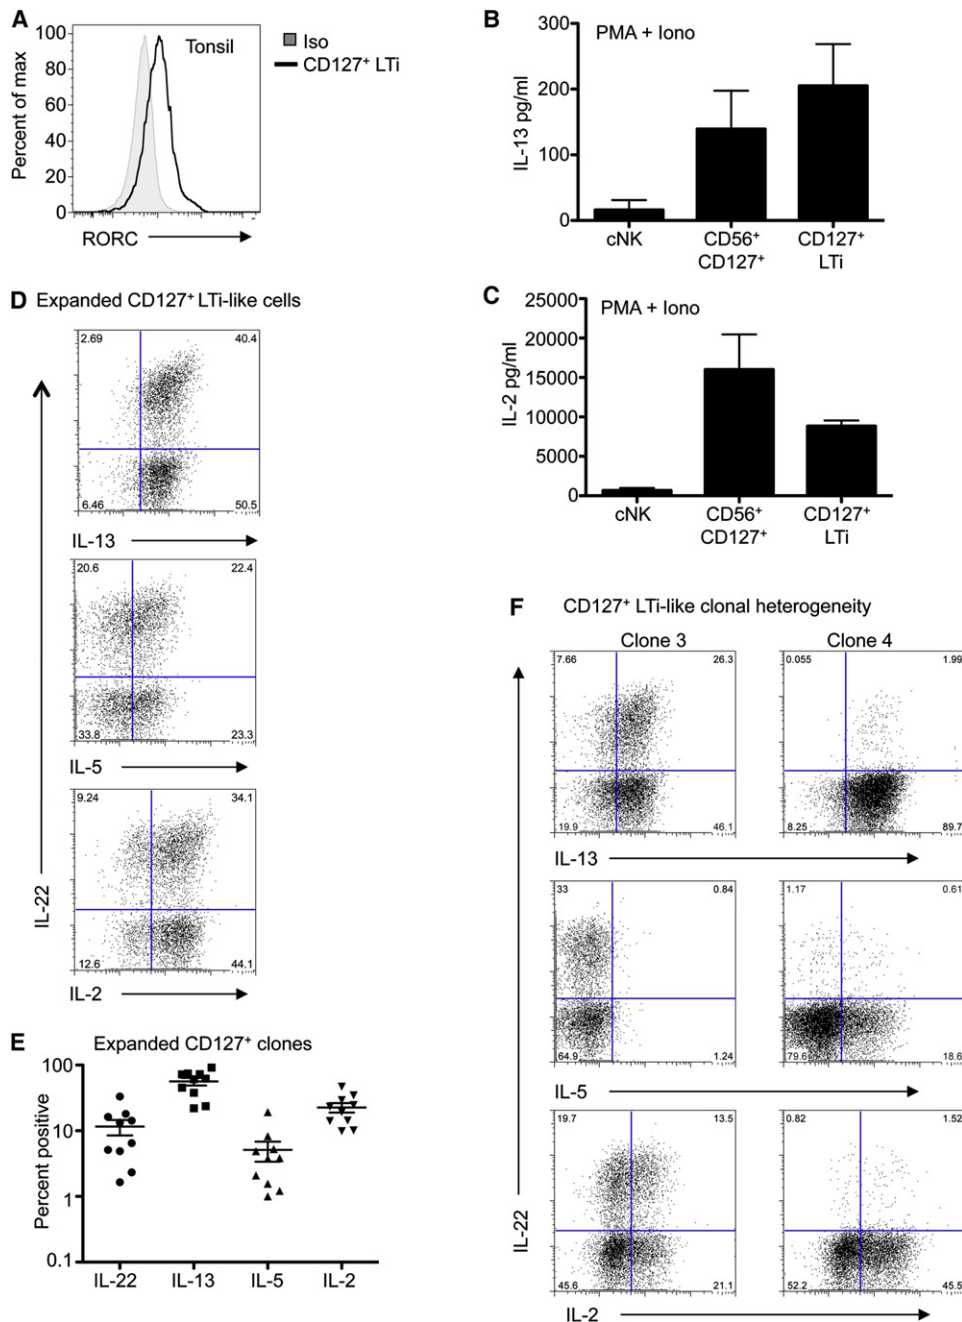 A
100
80
60
40
20
0
Percent of max
Tonsil
Iso
CD127+ LTi
RORC
B
300
200
100
0
IL-13 pg/ml
PMA + Iono
cNK
CD56+
CD127+
CD127+
LTi
C
25000
20000
15000
10000
5000
0
IL-2 pg/ml
PMA + Iono
cNK
CD56+
CD127+
CD127+
LTi
D Expanded CD127+ LTi-like cells
2.69 40.4
6.46 50.5
IL-13
20.6 22.4
33.8 23.3
IL-5
9.24 34.1
12.6 44.1
IL-2
IL-22
E Expanded CD127+ clones
100
10
1
0.1
Percent positive
IL-22 IL-13 IL-5 IL-2
F CD127+ LTi-like clonal heterogeneity
Clone 3 Clone 4
7.66 26.3 0.055 1.99
19.9 46.1 8.25 89.7
IL-13
33 0.84 1.17 0.61
64.9 1.24 79.6 18.6
IL-5
19.7 13.5 0.82 1.52
45.6 21.1 52.2 45.5
IL-2
IL-22